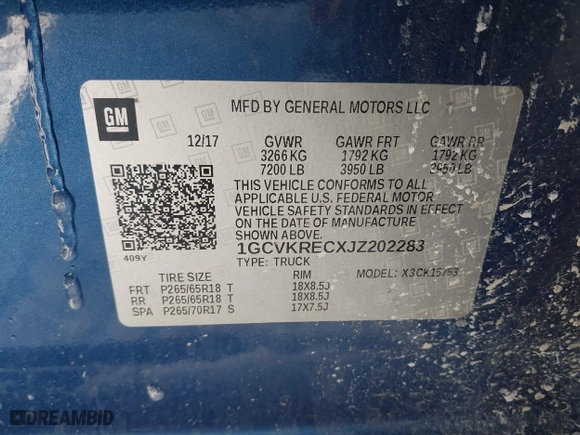 GM
MFD BY GENERAL MOTORS LLC
12/17 GVWR GAWR FRT GAWR RR
3266 KG 1792 KG 1792 KG
7200 LB 3950 LB 3950 LB
THIS VEHICLE CONFORMS TO ALL
APPLICABLE U.S. FEDERAL MOTOR
VEHICLE SAFETY STANDARDS IN EFFECT
ON THE DATE OF MANUFACTURE
SHOWN ABOVE.
409Y
1GCVKRECXJZ202283
TYPE: TRUCK
TIRE SIZE RIM MODEL: X3CK15753
FRT P265/65R18 T 18X8.5J
RR P265/65R18 T 18X8.5J
SPA P265/70R17 S 17X7.5J
DREAMBID